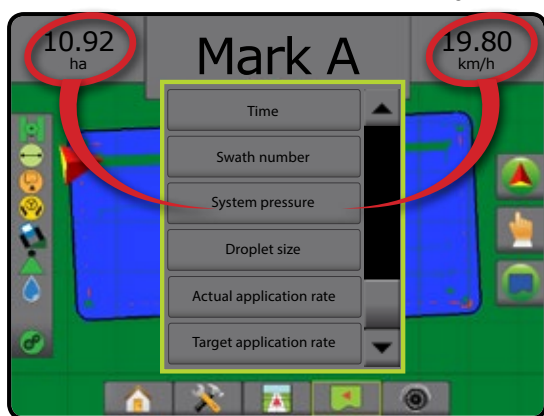 10.92
ha
Mark A
19.80
km/h
Time
Swath number
System pressure
Droplet size
Actual application rate
Target application rate